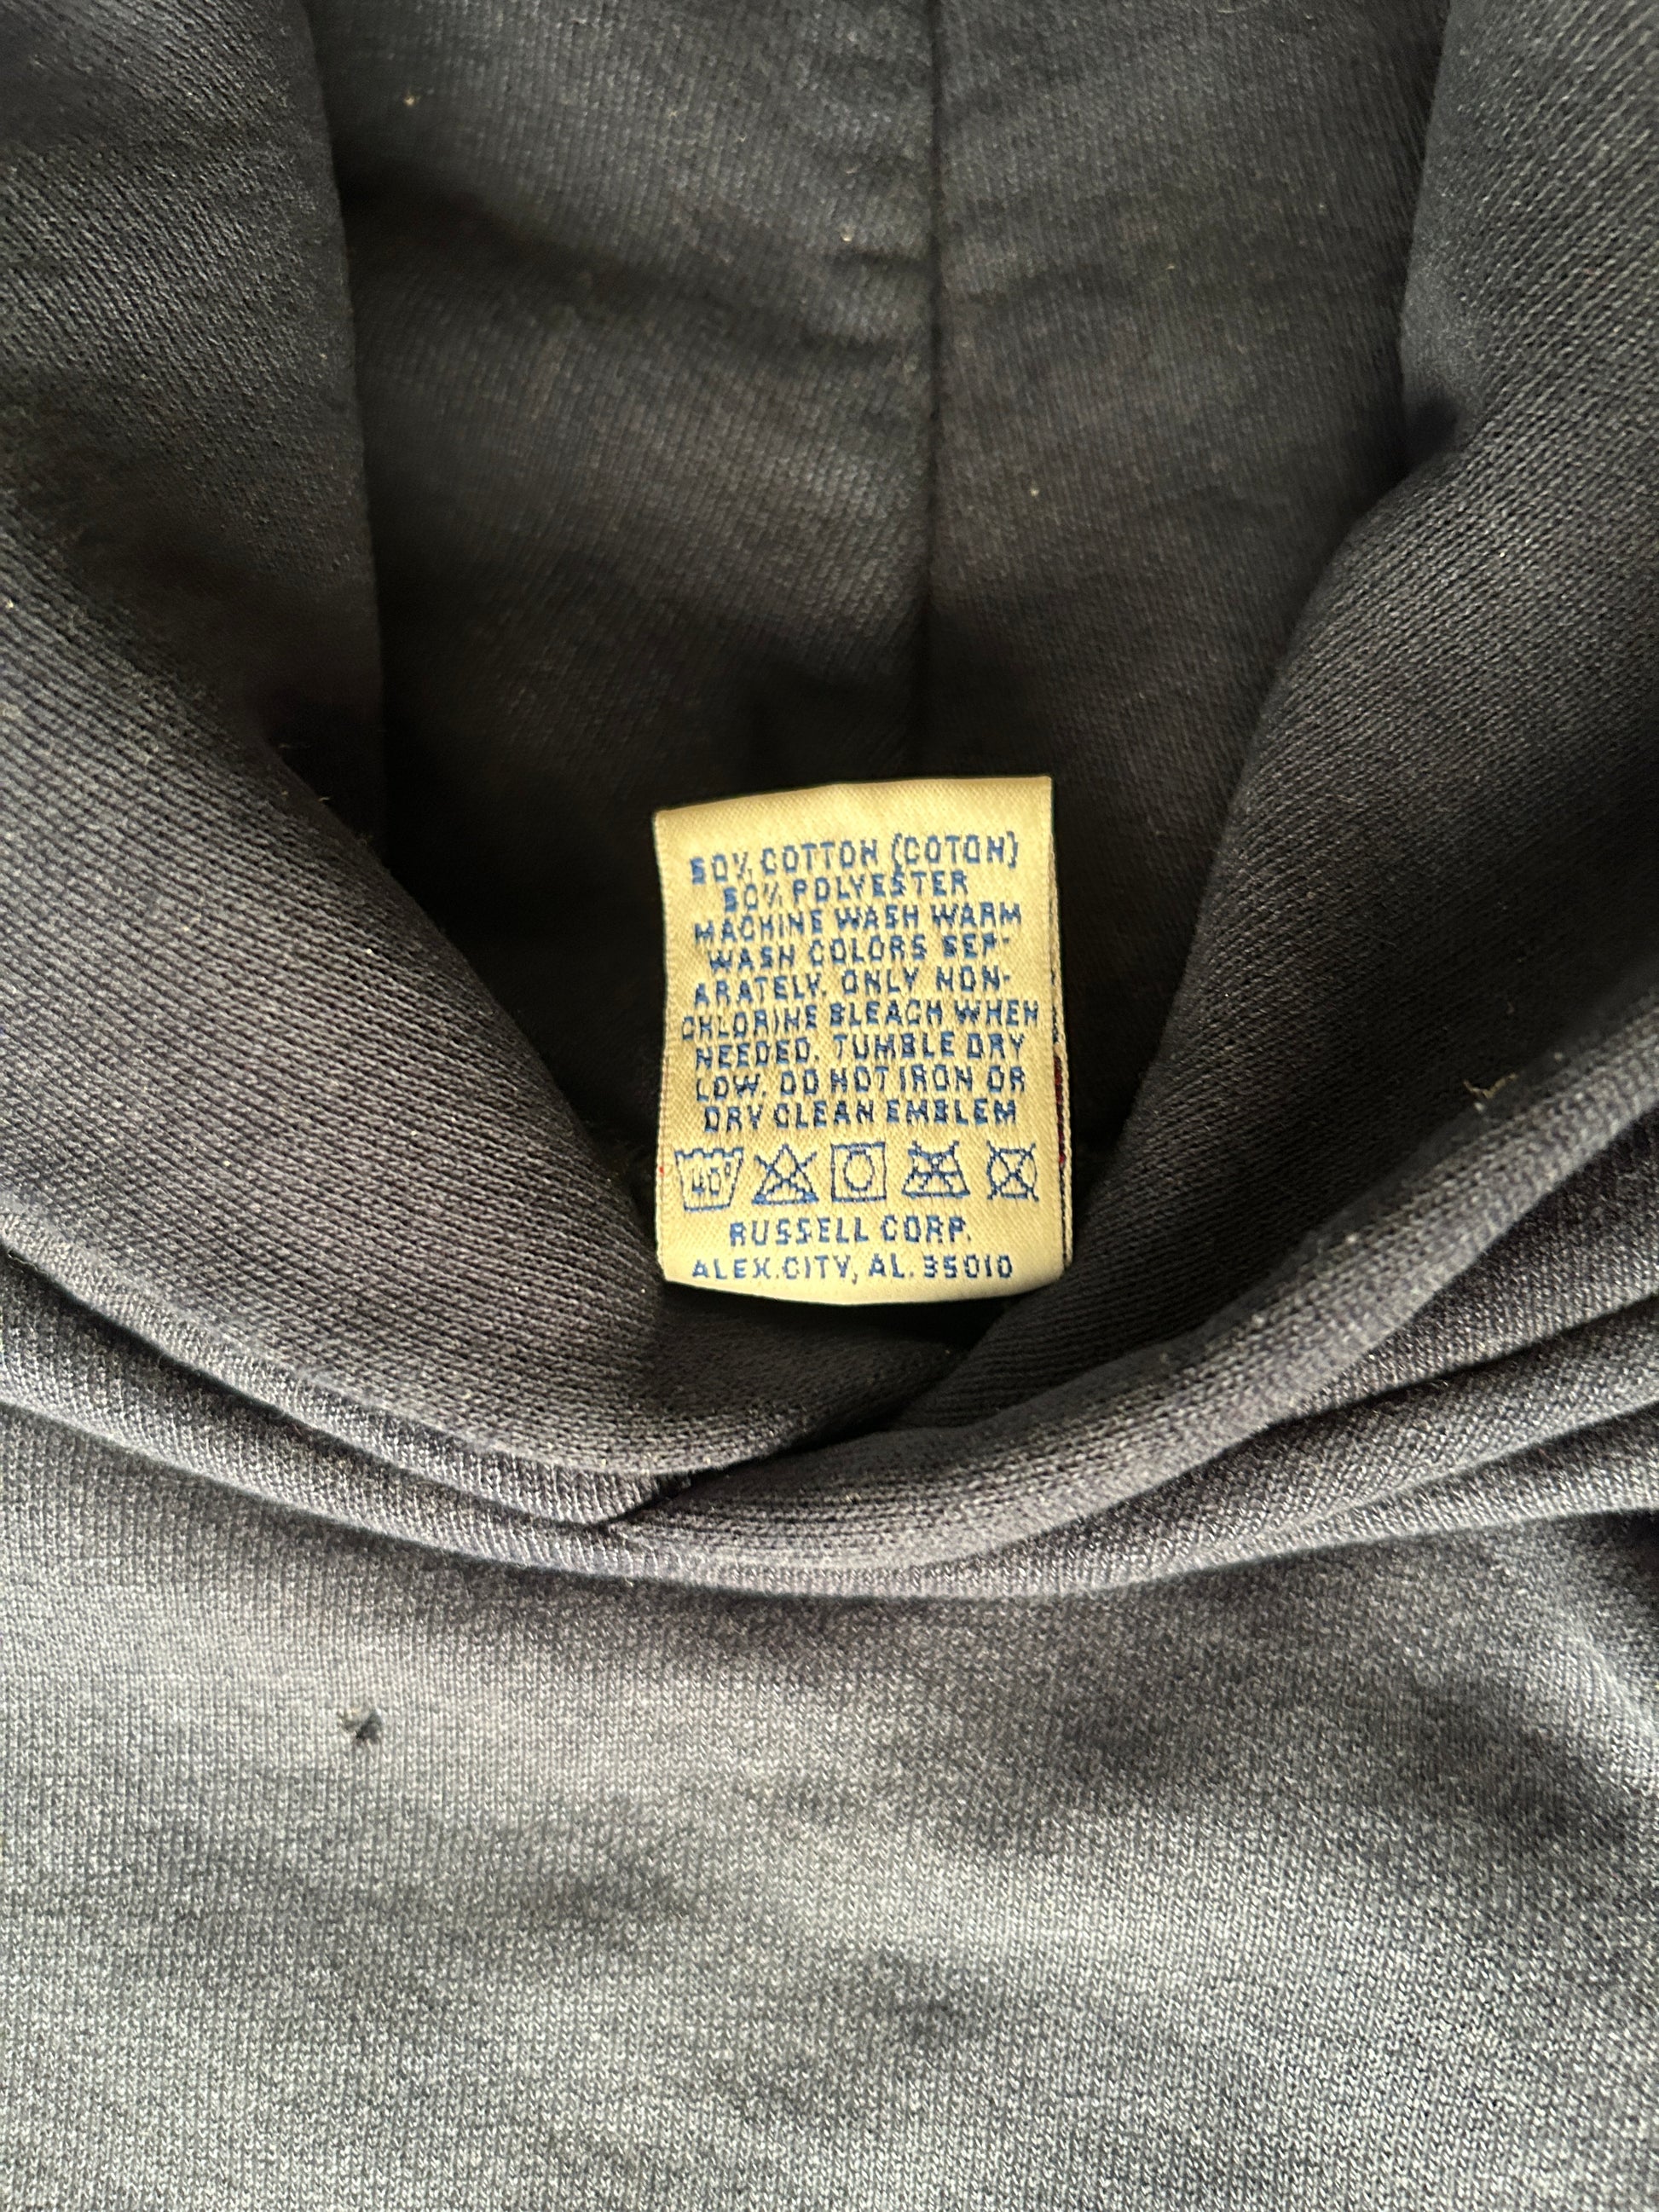 50% COTTON (COTON)
50% POLYESTER
MACHINE WASH WARM
WASH COLORS SEP-
ARATELY. ONLY NON-
CHLORINE BLEACH WHEN
NEEDED. TUMBLE DRY
LOW. DO NOT IRON OR
DRY CLEAN EMBLEM
40°
RUSSELL CORP.
ALEX.CITY, AL. 35010